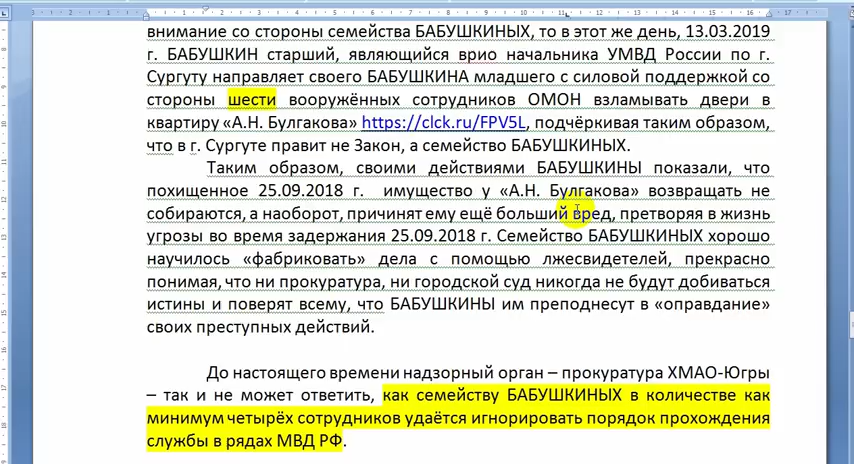 внимание со стороны семейства БАБУШКИНЫХ, то в этот же день, 13.03.2019
г. БАБУШКИН старший, являющийся врио начальника УМВД России по г.
Сургуту направляет своего БАБУШКИНА младшего с силовой поддержкой со
стороны шести вооружённых сотрудников ОМОН взламывать двери в
квартиру «А.Н. Булгакова» https://clck.ru/FPV5L, подчёркивая таким образом,
что в г. Сургуте правит не Закон, а семейство БАБУШКИНЫХ.
Таким образом, своими действиями БАБУШКИНЫ показали, что
похищенное 25.09.2018 г. имущество у «А.Н. Булгакова» возвращать не
собираются, а наоборот, причинят ему ещё больший вред, претворяя в жизнь
угрозы во время задержания 25.09.2018 г. Семейство БАБУШКИНЫХ хорошо
научилось «фабриковать» дела с помощью лжесвидетелей, прекрасно
понимая, что ни прокуратура, ни городской суд никогда не будут добиваться
истины и поверят всему, что БАБУШКИНЫ им преподнесут в «оправдание»
своих преступных действий.
До настоящего времени надзорный орган – прокуратура ХМАО-Югры
– так и не может ответить, как семейству БАБУШКИНЫХ в количестве как
минимум четырёх сотрудников удаётся игнорировать порядок прохождения
службы в рядах МВД РФ.